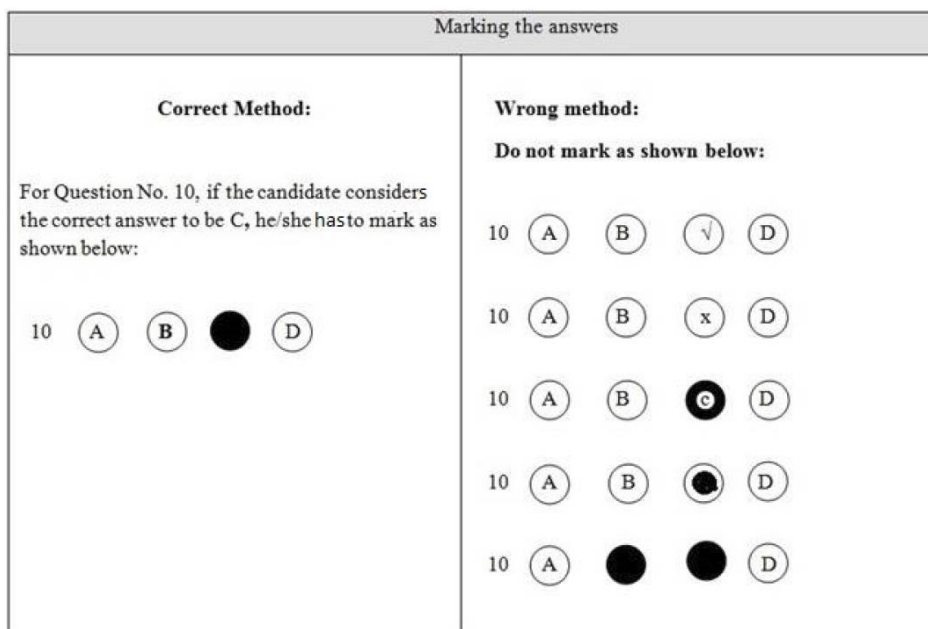 Marking the answers
Correct Method:
For Question No. 10, if the candidate considers
the correct answer to be C, he/she hasto mark as
shown below:
10 A B D
Wrong method:
Do not mark as shown below:
10 A B √ D
10 A B x D
10 A B c D
10 A B D
10 A D